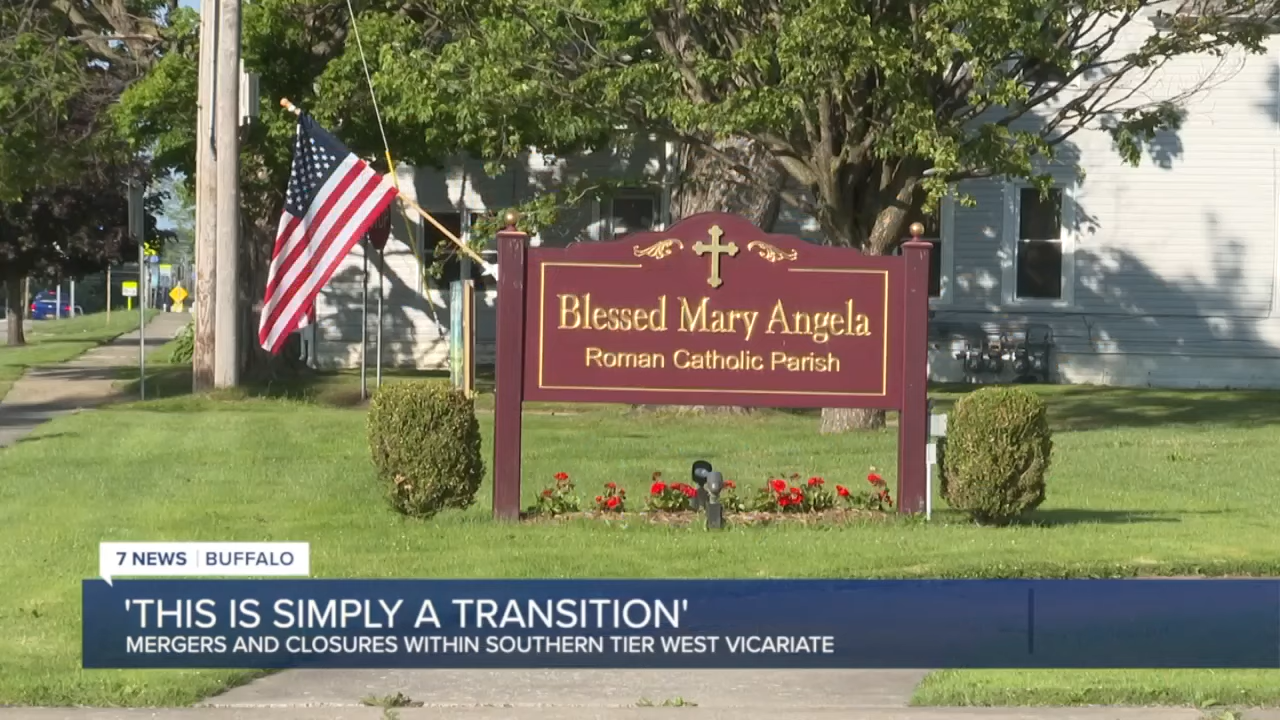 Blessed Mary Angela
Roman Catholic Parish
7 NEWS | BUFFALO
'THIS IS SIMPLY A TRANSITION'
MERGERS AND CLOSURES WITHIN SOUTHERN TIER WEST VICARIATE